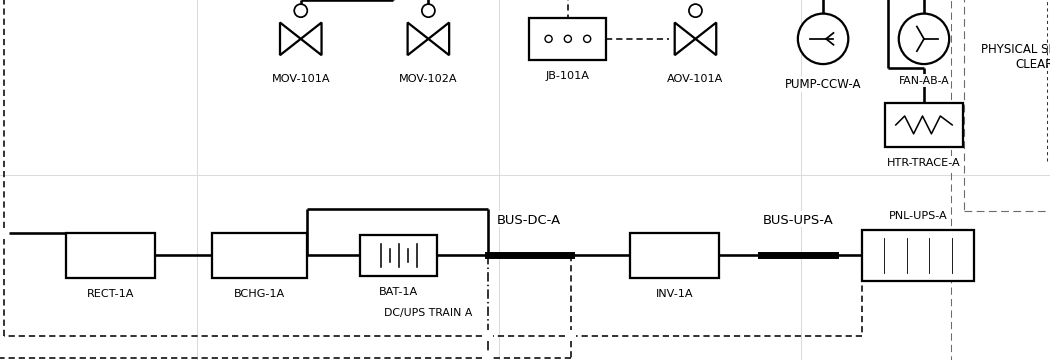 MOV-101A
MOV-102A
JB-101A
AOV-101A
PUMP-CCW-A
FAN-AB-A
PHYSICAL
CLEAR
HTR-TRACE-A
BUS-DC-A
BUS-UPS-A
PNL-UPS-A
RECT-1A
BCHG-1A
BAT-1A
INV-1A
DC/UPS TRAIN A